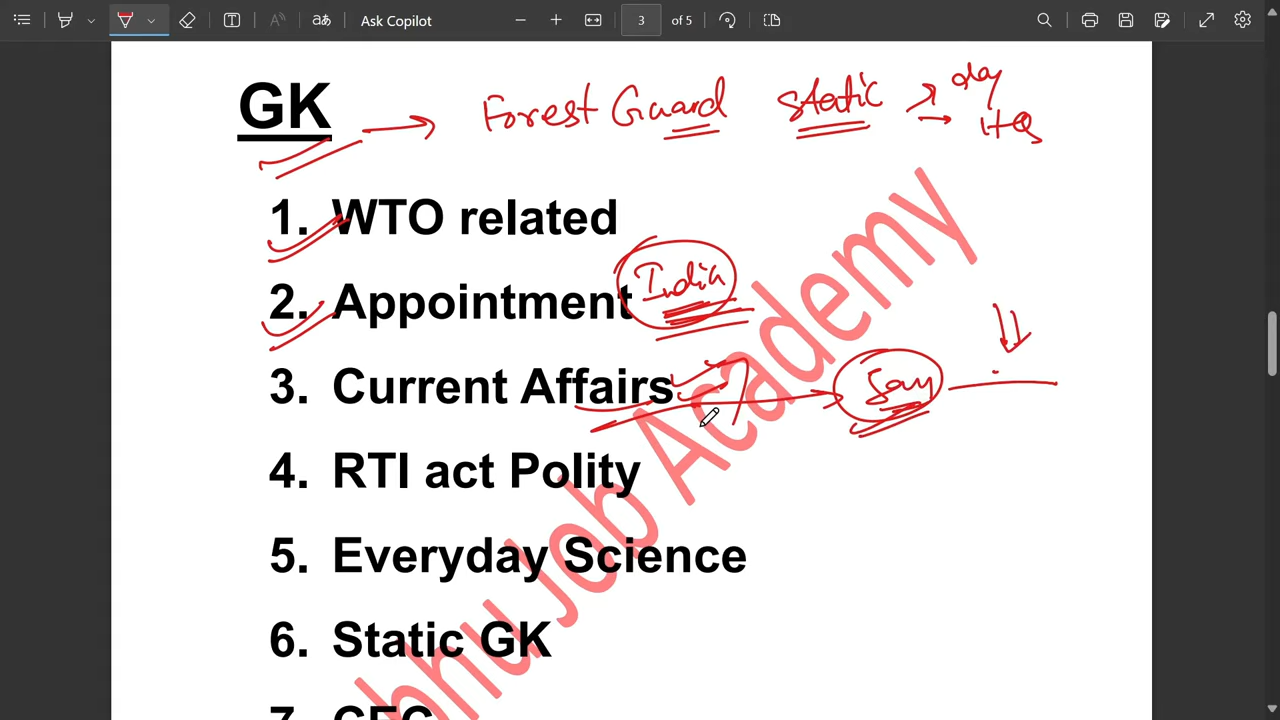 Ask Copilot
3 of 5
GK
Forest Guard static
day
HQ
1. WTO related
2. Appointment
India
3. Current Affairs
4. RTI act Polity
5. Everyday Science
6. Static GK
Job Academy